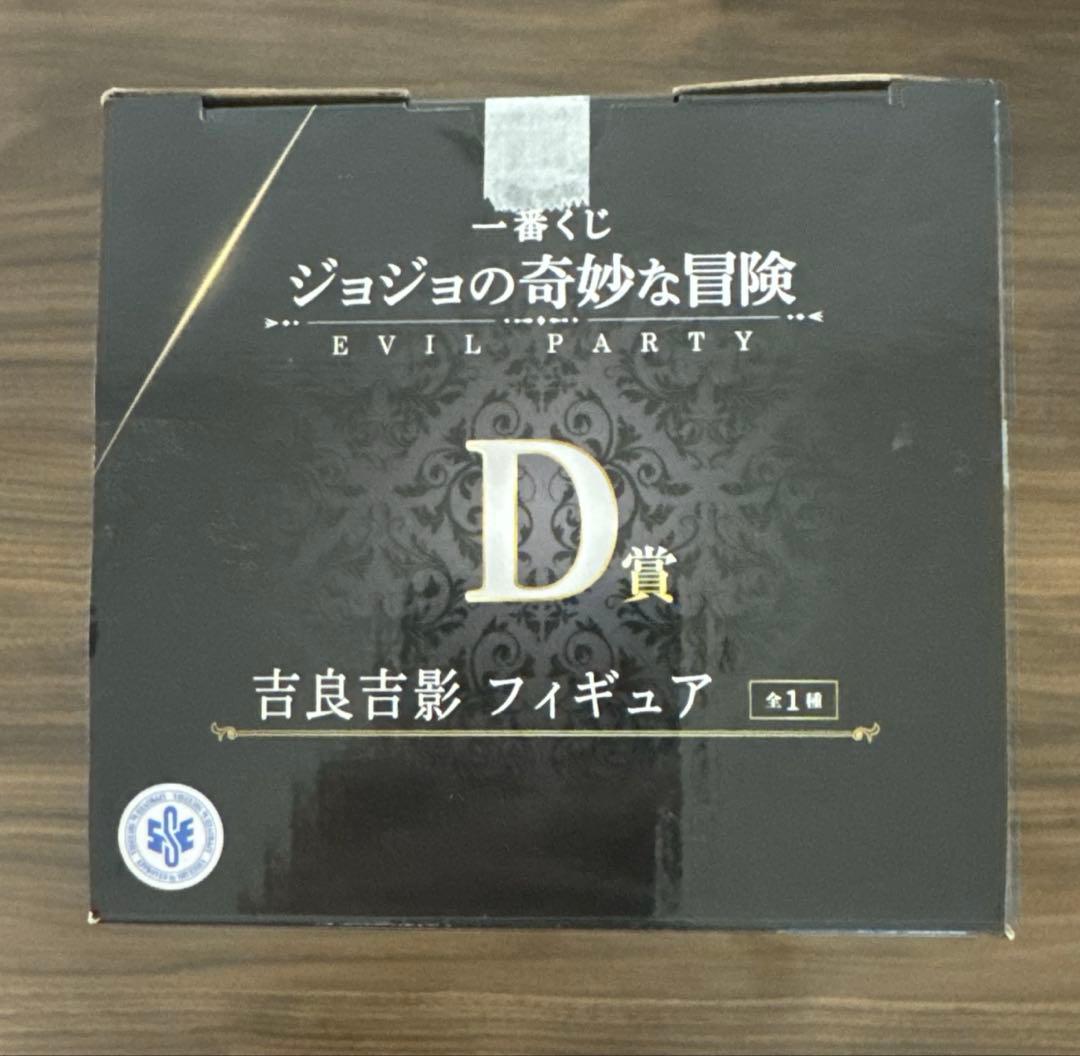 一番くじ
ジョジョの奇妙な冒険
EVIL PARTY
D賞
吉良吉影 フィギュア 全1種